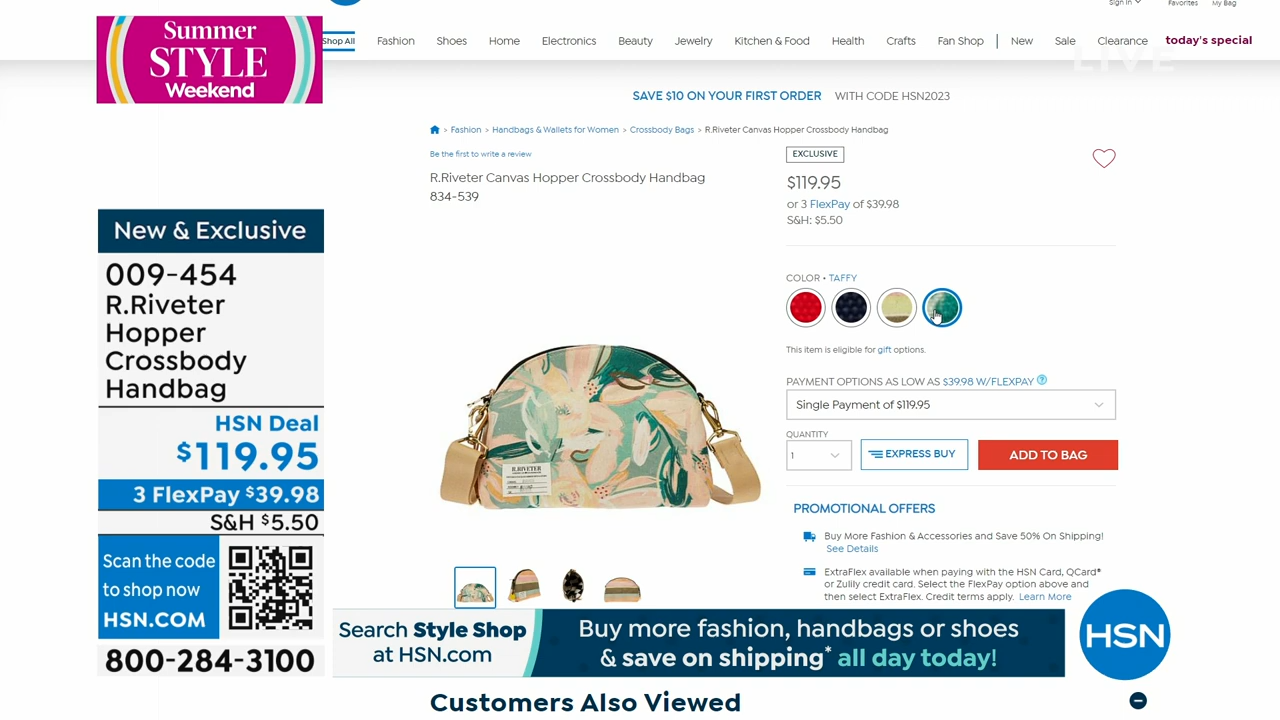 Summer
STYLE
Weekend
Sign In
Favorites
My Bag
Shop All
Fashion
Shoes
Home
Electronics
Beauty
Jewelry
Kitchen & Food
Health
Crafts
Fan Shop
New
Sale
Clearance
today's special
LIVE
SAVE $10 ON YOUR FIRST ORDER WITH CODE HSN2023
> Fashion > Handbags & Wallets for Women > Crossbody Bags > R.Riveter Canvas Hopper Crossbody Handbag
Be the first to write a review
R.Riveter Canvas Hopper Crossbody Handbag
834-539
EXCLUSIVE
$119.95
or 3 FlexPay of $39.98
S&H: $5.50
COLOR • TAFFY
This item is eligible for gift options.
PAYMENT OPTIONS AS LOW AS $39.98 W/FLEXPAY ?
Single Payment of $119.95
QUANTITY
1
EXPRESS BUY
ADD TO BAG
PROMOTIONAL OFFERS
Buy More Fashion & Accessories and Save 50% On Shipping!
See Details
ExtraFlex available when paying with the HSN Card, QCard®
or Zulily credit card. Select the FlexPay option above and
then select ExtraFlex. Credit terms apply. Learn More
R.RIVETER
New & Exclusive
009-454
R.Riveter
Hopper
Crossbody
Handbag
HSN Deal
$119.95
3 FlexPay $39.98
S&H $5.50
Scan the code
to shop now
HSN.COM
800-284-3100
Search Style Shop
at HSN.com
Buy more fashion, handbags or shoes
& save on shipping* all day today!
HSN
Customers Also Viewed